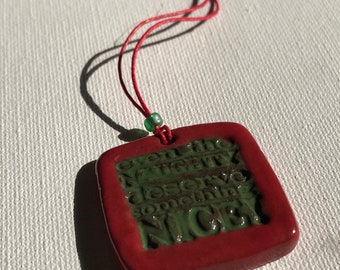 even the
NAUGHTY
deserve
something
NICE!